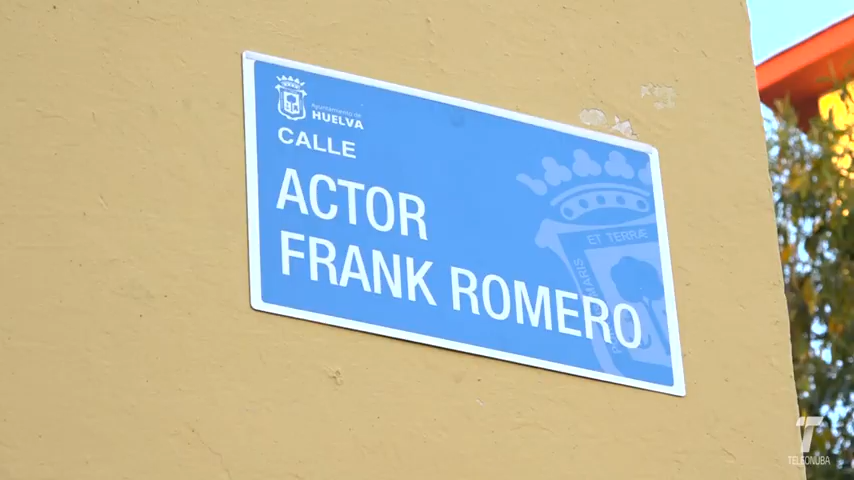 Ayuntamiento de
HUELVA
CALLE
ACTOR
FRANK ROMERO
ET TERRÆ
MARIS
TELEONUBA